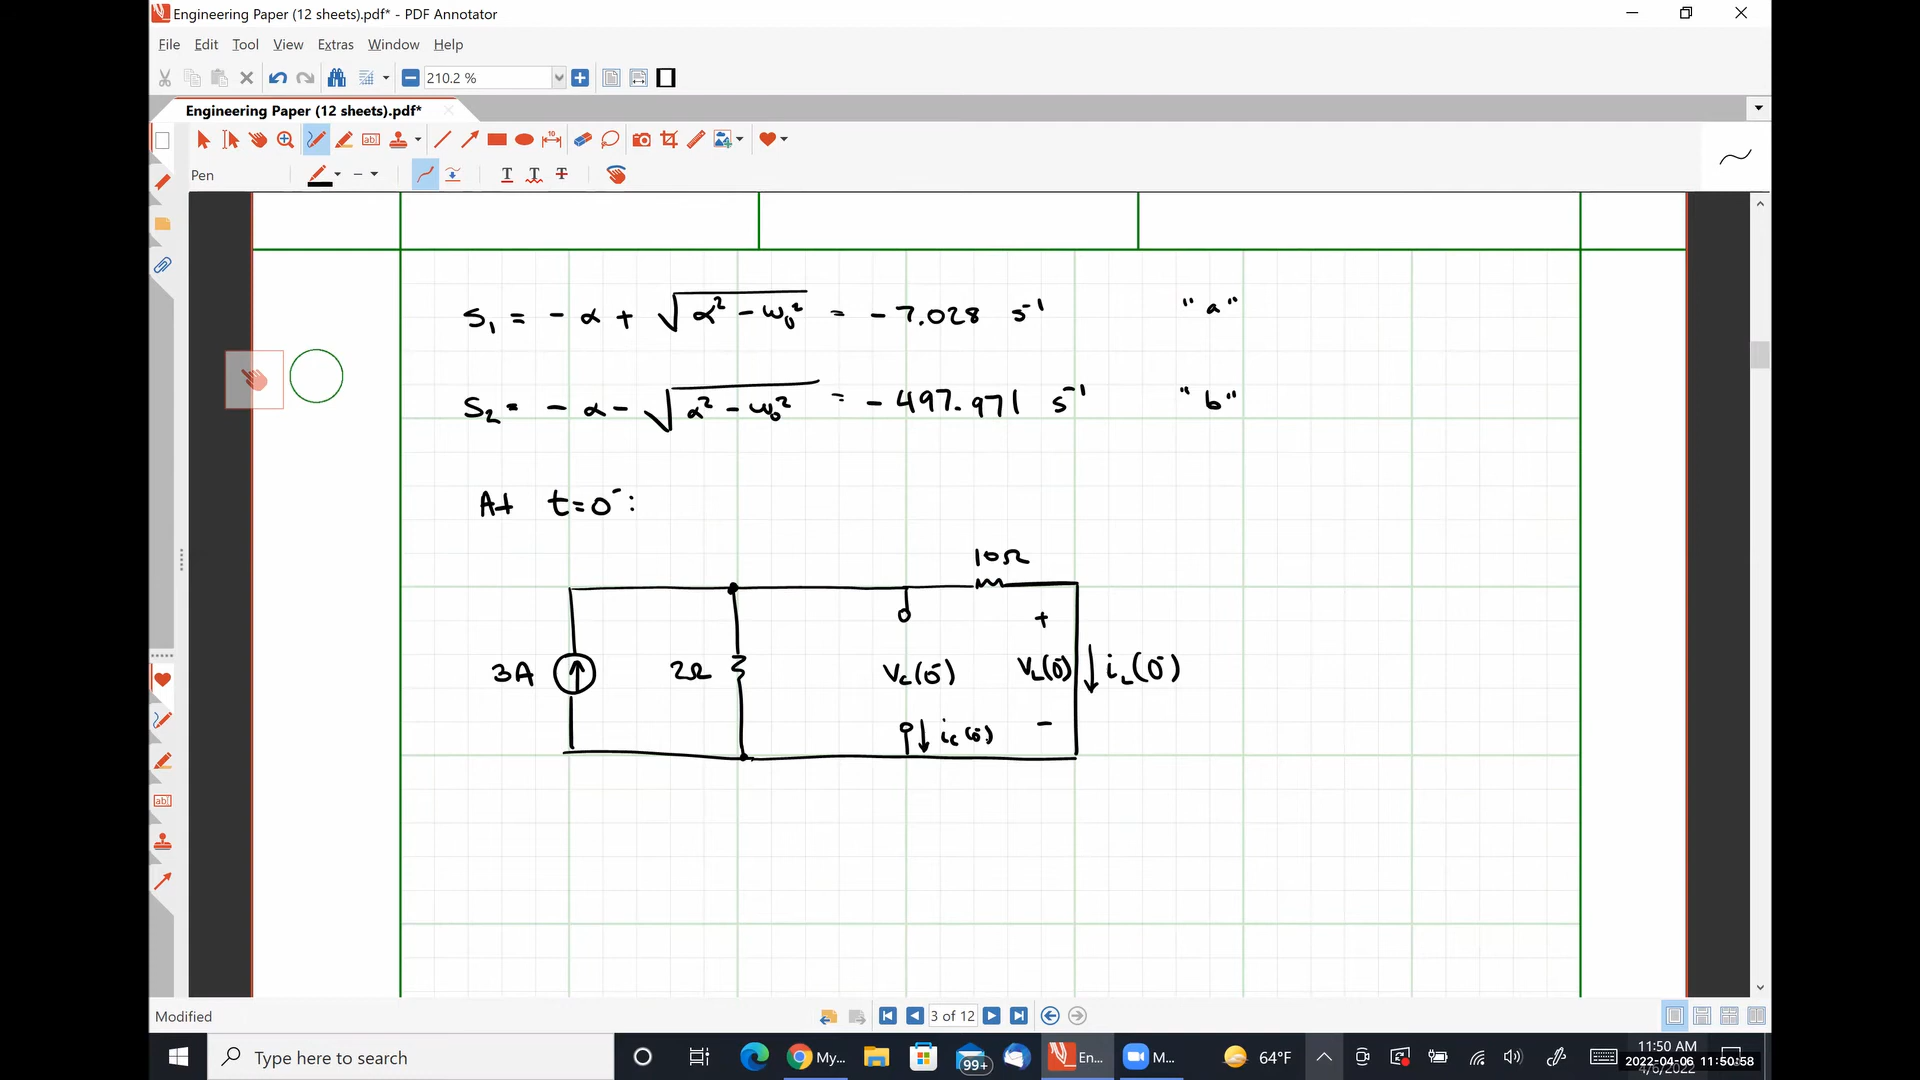 Engineering Paper (12 sheets).pdf* - PDF Annotator
File Edit Tool View Extras Window Help
210.2 %
Engineering Paper (12 sheets).pdf*
Pen
S₁ = - α + √(α² - ω₀²) = - 7.028 s⁻¹ "a"
S₂ = - α - √(α² - ω₀²) = - 497.971 s⁻¹ "b"
At t=0⁻:
10Ω
+
3A 2Ω Vc(0⁻) VL(0⁻) iL(0⁻)
ic(0⁻) -
Modified 3 of 12
Type here to search 99+ My... En... M... 64°F 11:50 AM
2022-04-06 11:50:58
4/6/2022